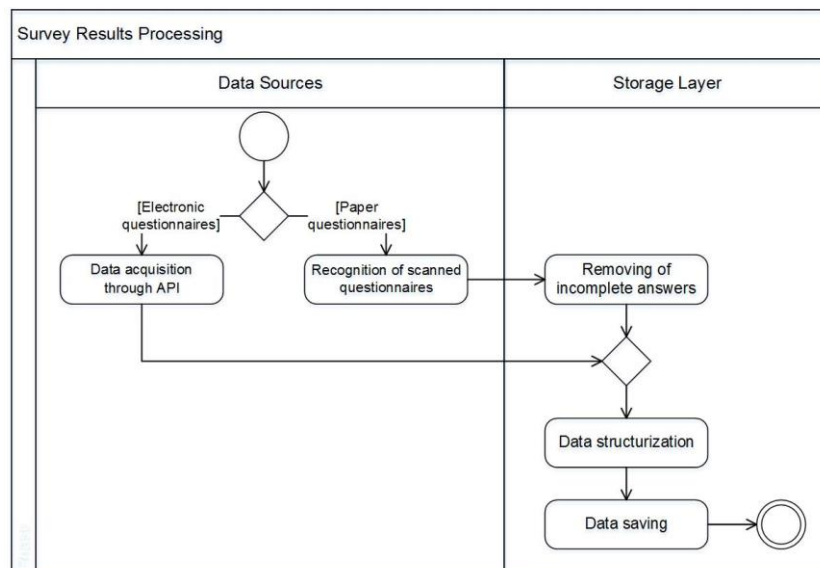 Survey Results Processing
Data Sources
Storage Layer
[Electronic
questionnaires]
[Paper
questionnaires]
Data acquisition
through API
Recognition of scanned
questionnaires
Removing of
incomplete answers
Data structurization
Data saving